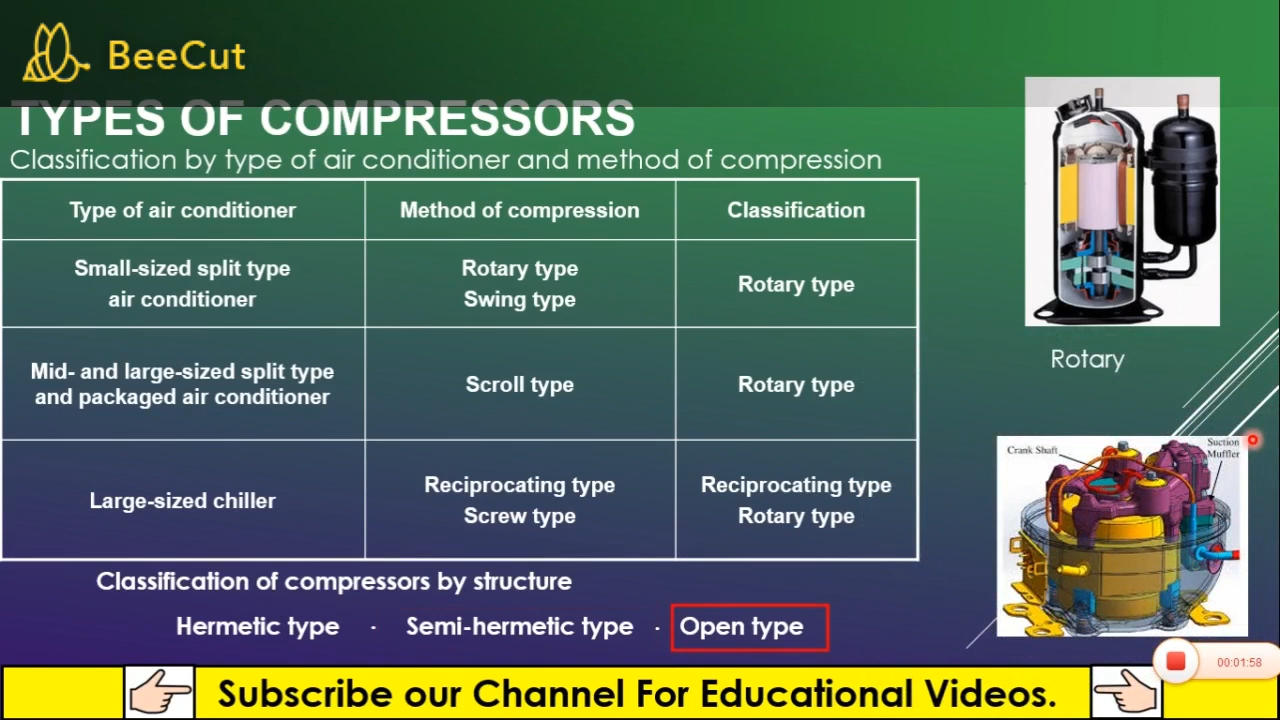 BeeCut
TYPES OF COMPRESSORS
Classification by type of air conditioner and method of compression
Type of air conditioner
Method of compression
Classification
Small-sized split type
air conditioner
Rotary type
Swing type
Rotary type
Mid- and large-sized split type
and packaged air conditioner
Scroll type
Rotary type
Large-sized chiller
Reciprocating type
Screw type
Reciprocating type
Rotary type
Rotary
Crank Shaft
Suction
Muffler
Classification of compressors by structure
Hermetic type · Semi-hermetic type · Open type
00:01:58
Subscribe our Channel For Educational Videos.